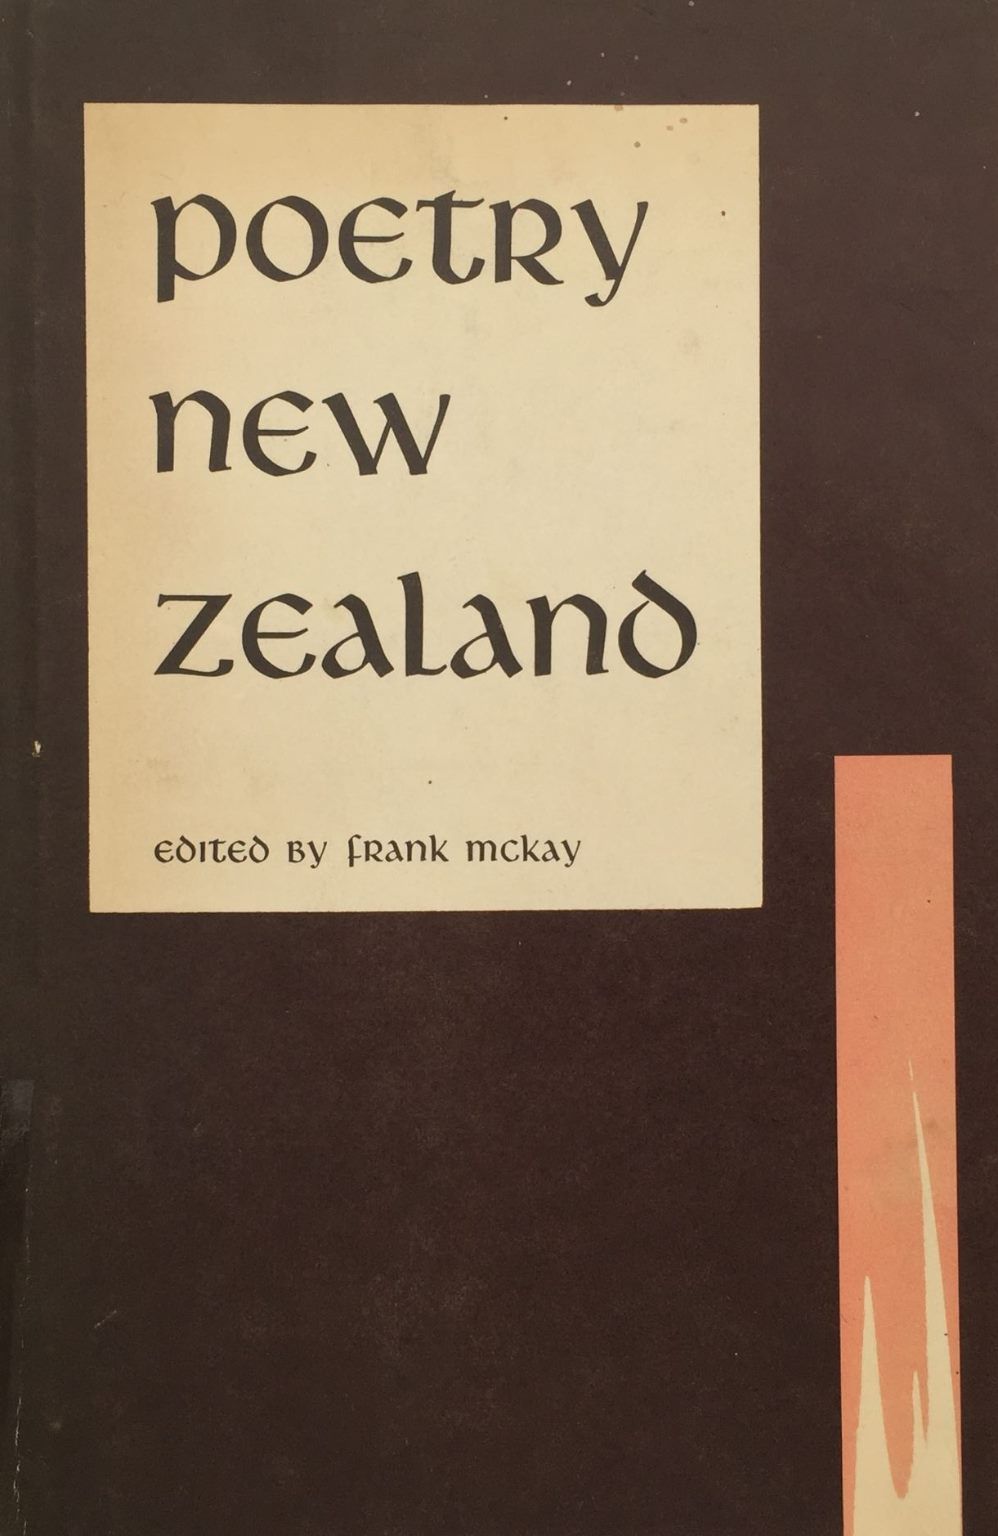 poetry
new
zealand
edited by frank mckay